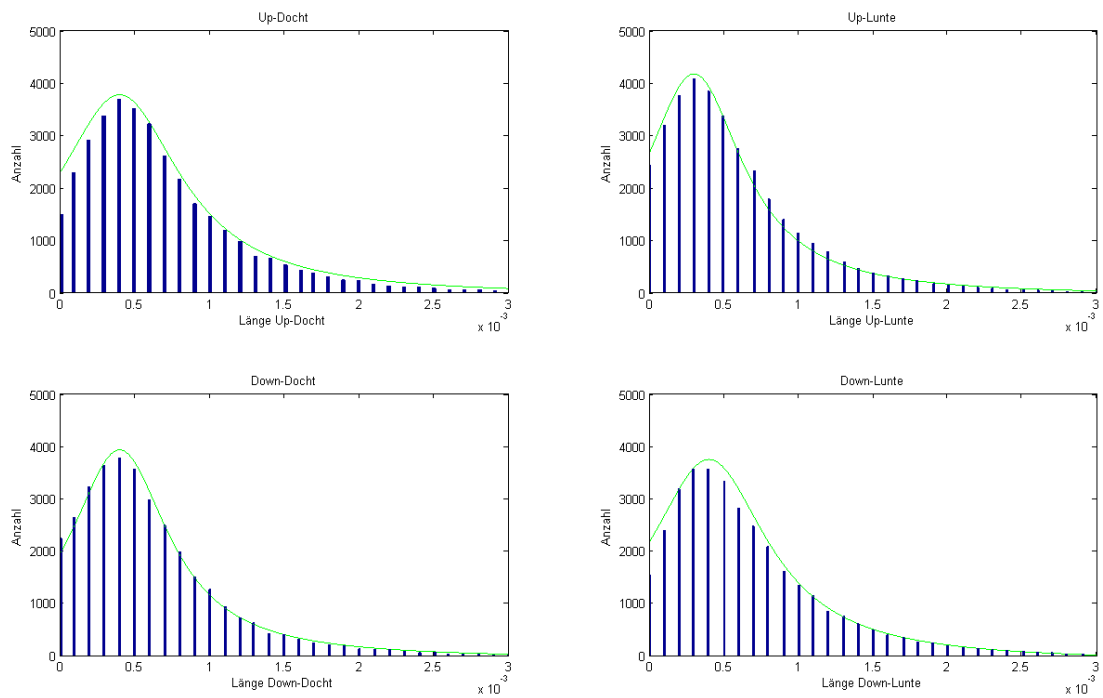 Up-Docht
5000
4000
3000
2000
1000
0
Anzahl
0 0.5 1 1.5 2 2.5 3
Länge Up-Docht
x 10^-3
Up-Lunte
5000
4000
3000
2000
1000
0
Anzahl
0 0.5 1 1.5 2 2.5 3
Länge Up-Lunte
x 10^-3
Down-Docht
5000
4000
3000
2000
1000
0
Anzahl
0 0.5 1 1.5 2 2.5 3
Länge Down-Docht
x 10^-3
Down-Lunte
5000
4000
3000
2000
1000
0
Anzahl
0 0.5 1 1.5 2 2.5 3
Länge Down-Lunte
x 10^-3